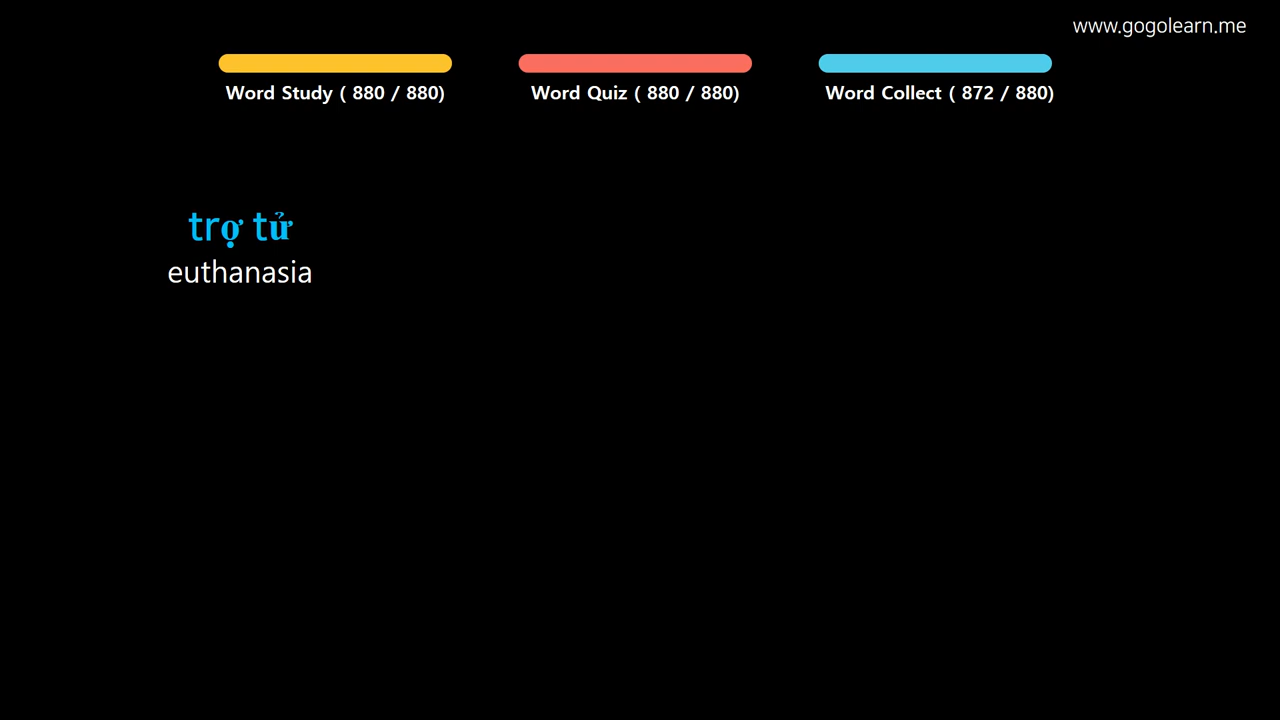 www.gogolearn.me
Word Study ( 880 / 880)
Word Quiz ( 880 / 880)
Word Collect ( 872 / 880)
trợ tử
euthanasia